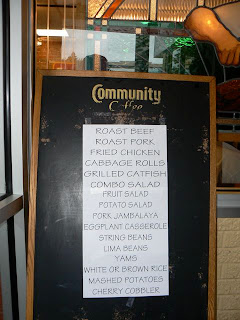 Community
Coffee
ROAST BEEF
ROAST PORK
FRIED CHICKEN
CABBAGE ROLLS
GRILLED CATFISH
COMBO SALAD
FRUIT SALAD
POTATO SALAD
PORK JAMBALAYA
EGGPLANT CASSEROLE
STRING BEANS
LIMA BEANS
YAMS
WHITE OR BROWN RICE
MASHED POTATOES
CHERRY COBBLER